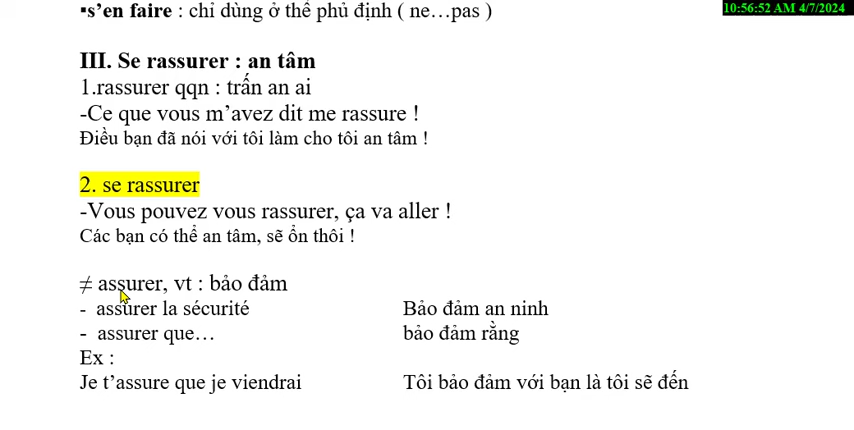 ▪s’en faire : chỉ dùng ở thể phủ định ( ne…pas )
10:56:52 AM 4/7/2024
III. Se rassurer : an tâm
1.rassurer qqn : trấn an ai
-Ce que vous m’avez dit me rassure !
Điều bạn đã nói với tôi làm cho tôi an tâm !
2. se rassurer
-Vous pouvez vous rassurer, ça va aller !
Các bạn có thể an tâm, sẽ ổn thôi !
≠ assurer, vt : bảo đảm
- assurer la sécurité Bảo đảm an ninh
- assurer que… bảo đảm rằng
Ex :
Je t’assure que je viendrai Tôi bảo đảm với bạn là tôi sẽ đến